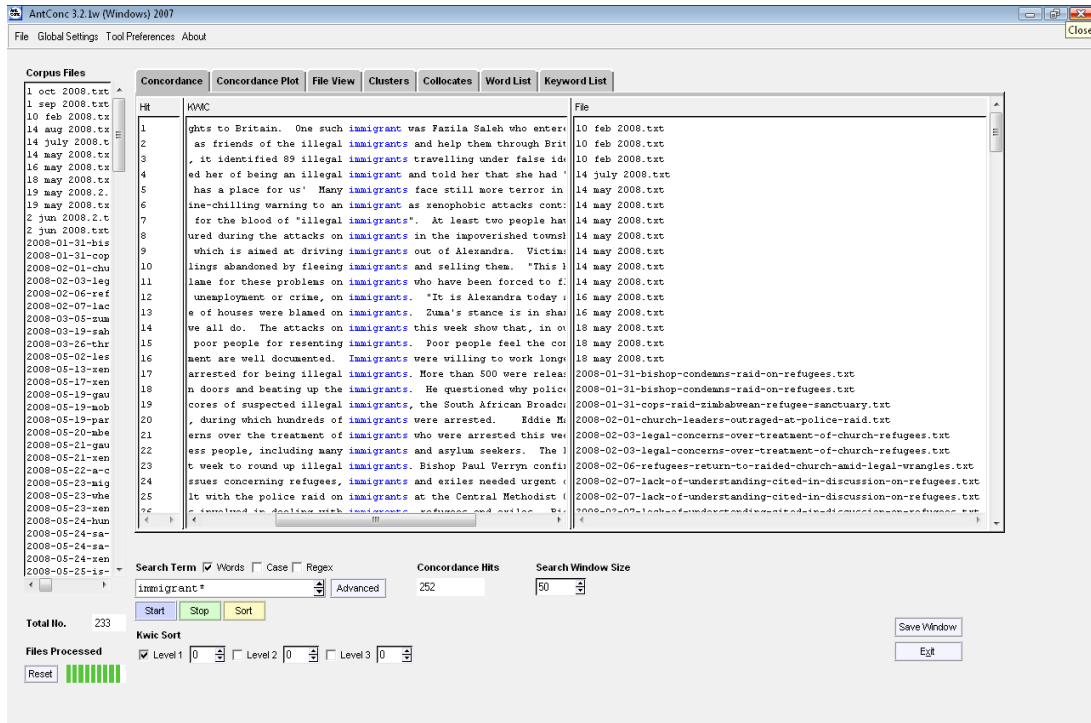 AntConc 3.2.1w (Windows) 2007
Close
File Global Settings Tool Preferences About
Corpus Files
1 oct 2008.txt
1 sep 2008.txt
10 feb 2008.tx
14 aug 2008.tx
14 july 2008.t
14 may 2008.tx
16 may 2008.tx
18 may 2008.tx
19 may 2008.2.
19 may 2008.tx
2 jun 2008.2.t
2 jun 2008.txt
2008-01-31-bis
2008-01-31-cop
2008-02-01-chu
2008-02-03-leg
2008-02-06-ref
2008-02-07-lac
2008-03-05-zum
2008-03-19-sah
2008-03-26-thr
2008-05-02-les
2008-05-13-xen
2008-05-17-xen
2008-05-19-gau
2008-05-19-mob
2008-05-19-par
2008-05-20-mbe
2008-05-21-gau
2008-05-21-xen
2008-05-22-a-c
2008-05-23-mig
2008-05-23-whe
2008-05-23-xen
2008-05-24-hun
2008-05-24-sa-
2008-05-24-sa-
2008-05-24-xen
2008-05-25-is-
Total No. 233
Files Processed
Reset
Concordance Concordance Plot File View Clusters Collocates Word List Keyword List
Hit KWIC File
1 ghts to Britain. One such immigrant was Fazila Saleh who enter 10 feb 2008.txt
2 as friends of the illegal immigrants and help them through Brit 10 feb 2008.txt
3 , it identified 89 illegal immigrants travelling under false ide 10 feb 2008.txt
4 ed her of being an illegal immigrant and told her that she had ' 14 july 2008.txt
5 has a place for us' Many immigrants face still more terror in 14 may 2008.txt
6 ine-chilling warning to an immigrant as xenophobic attacks cont: 14 may 2008.txt
7 for the blood of "illegal immigrants". At least two people hav 14 may 2008.txt
8 ured during the attacks on immigrants in the impoverished towns 14 may 2008.txt
9 which is aimed at driving immigrants out of Alexandra. Victim 14 may 2008.txt
10 lings abandoned by fleeing immigrants and selling them. "This 14 may 2008.txt
11 lame for these problems on immigrants who have been forced to f 14 may 2008.txt
12 unemployment or crime, on immigrants. "It is Alexandra today 16 may 2008.txt
13 e of houses were blamed on immigrants. Zuma's stance is in sha 16 may 2008.txt
14 we all do. The attacks on immigrants this week show that, in 18 may 2008.txt
15 poor people for resenting immigrants. Poor people feel the 18 may 2008.txt
16 ment are well documented. Immigrants were willing to work long 18 may 2008.txt
17 arrested for being illegal immigrants. More than 500 were relea 2008-01-31-bishop-condemns-raid-on-refugees.txt
18 n doors and beating up the immigrants. He questioned why police 2008-01-31-bishop-condemns-raid-on-refugees.txt
19 cores of suspected illegal immigrants, the South African Broadc 2008-01-31-cops-raid-zimbabwean-refugee-sanctuary.txt
20 , during which hundreds of immigrants were arrested. Eddie 2008-02-01-church-leaders-outraged-at-police-raid.txt
21 erns over the treatment of immigrants who were arrested this 2008-02-03-legal-concerns-over-treatment-of-church-refugees.txt
22 ess people, including many immigrants and asylum seekers. The 2008-02-03-legal-concerns-over-treatment-of-church-refugees.txt
23 t week to round up illegal immigrants. Bishop Paul Verryn confi 2008-02-06-refugees-return-to-raided-church-amid-legal-wrangles.txt
24 ssues concerning refugees, immigrants and exiles needed urgent 2008-02-07-lack-of-understanding-cited-in-discussion-on-refugees.txt
25 lt with the police raid on immigrants at the Central Methodist 2008-02-07-lack-of-understanding-cited-in-discussion-on-refugees.txt
Search Term Words Case Regex
Concordance Hits
Search Window Size
immigrant* Advanced 252 50
Start Stop Sort
Kwic Sort
Level 1 0 Level 2 0 Level 3 0
Save Window
Exit